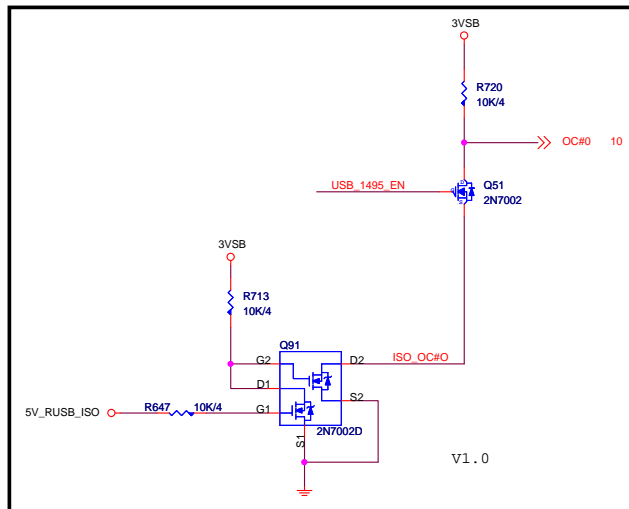 3VSB
R720
10K/4
OC#0 10
USB_1495_EN
Q51
2N7002
3VSB
R713
10K/4
Q91
G2
D2
ISO_OC#O
D1
S2
5V_RUSB_ISO
R647 10K/4
G1
2N7002D
S1
V1.0